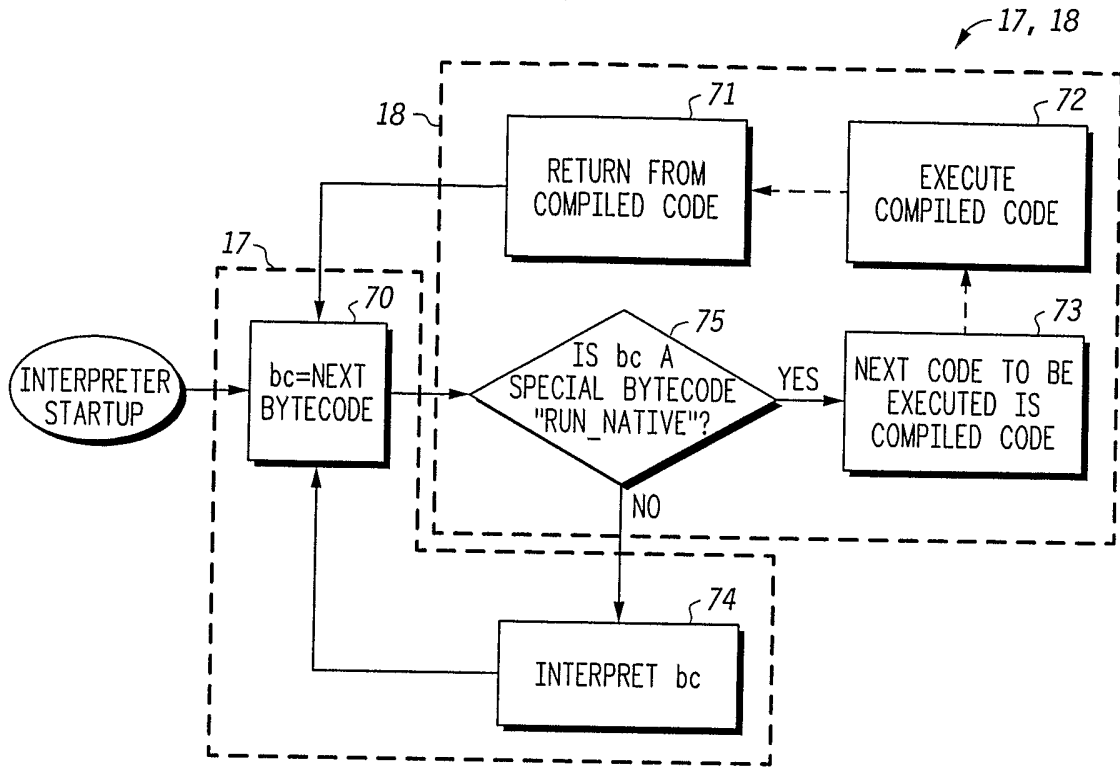 17, 18
18
71
RETURN FROM
COMPILED CODE
72
EXECUTE
COMPILED CODE
17
INTERPRETER
STARTUP
70
bc=NEXT
BYTECODE
75
IS bc A
SPECIAL BYTECODE
"RUN_NATIVE"?
YES
73
NEXT CODE TO BE
EXECUTED IS
COMPILED CODE
NO
74
INTERPRET bc